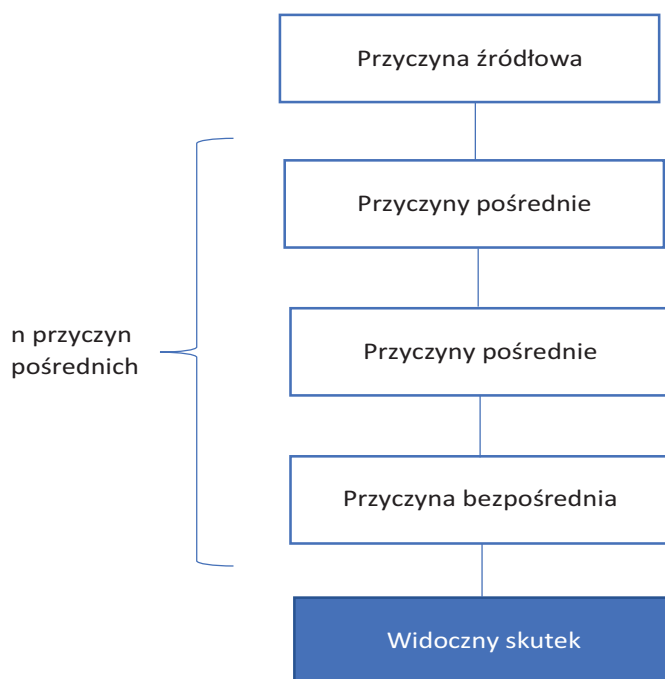 Przyczyna źródłowa
Przyczyny pośrednie
n przyczyn
pośrednich
Przyczyny pośrednie
Przyczyna bezpośrednia
Widoczny skutek